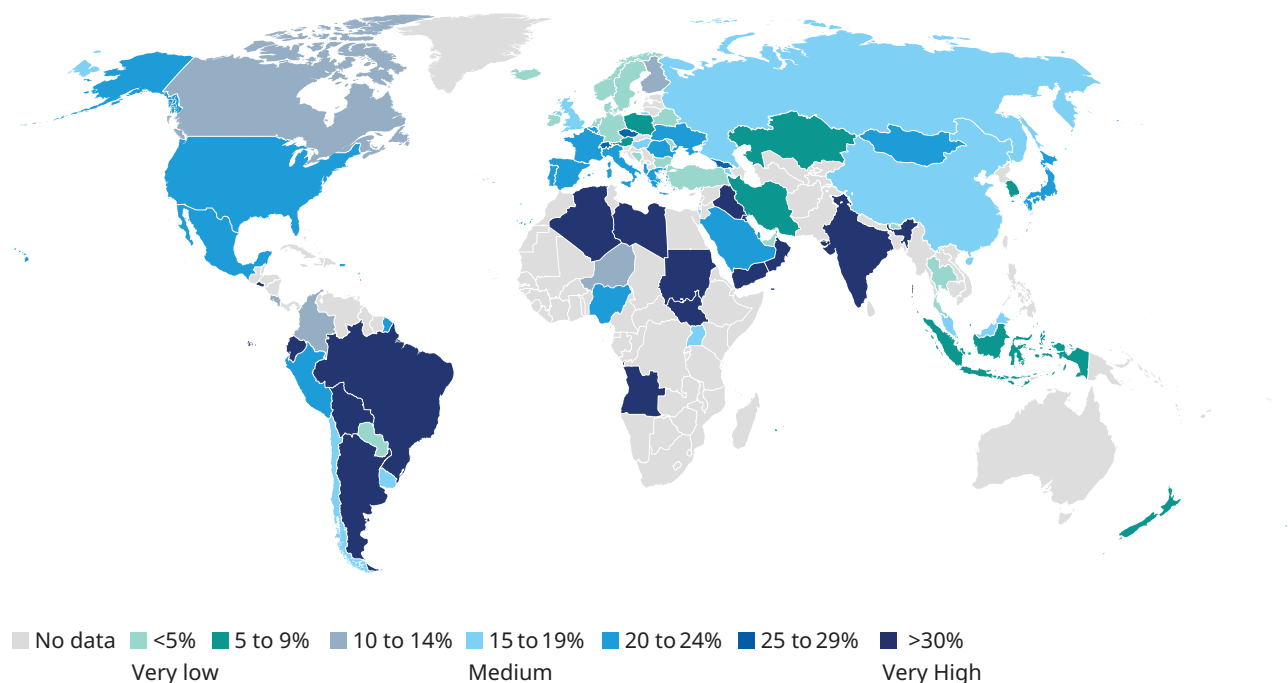 No data <5% 5 to 9% 10 to 14% 15 to 19% 20 to 24% 25 to 29% >30%
Very low Medium Very High